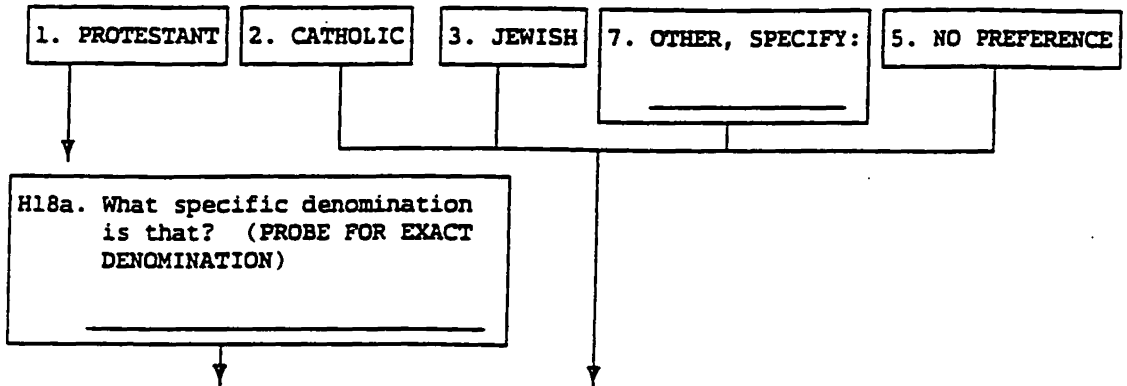 1. PROTESTANT 2. CATHOLIC 3. JEWISH 7. OTHER, SPECIFY: 5. NO PREFERENCE
H18a. What specific denomination
is that? (PROBE FOR EXACT
DENOMINATION)